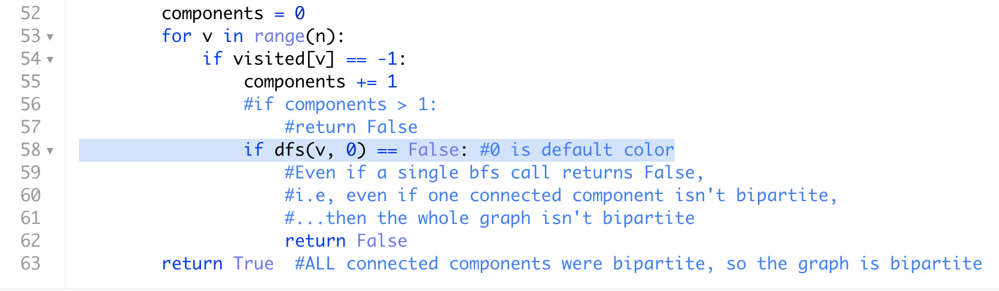 52 components = 0
53 for v in range(n):
54 if visited[v] == -1:
55 components += 1
56 #if components > 1:
57 #return False
58 if dfs(v, 0) == False: #0 is default color
59 #Even if a single bfs call returns False,
60 #i.e, even if one connected component isn't bipartite,
61 #...then the whole graph isn't bipartite
62 return False
63 return True  #ALL connected components were bipartite, so the graph is bipartite